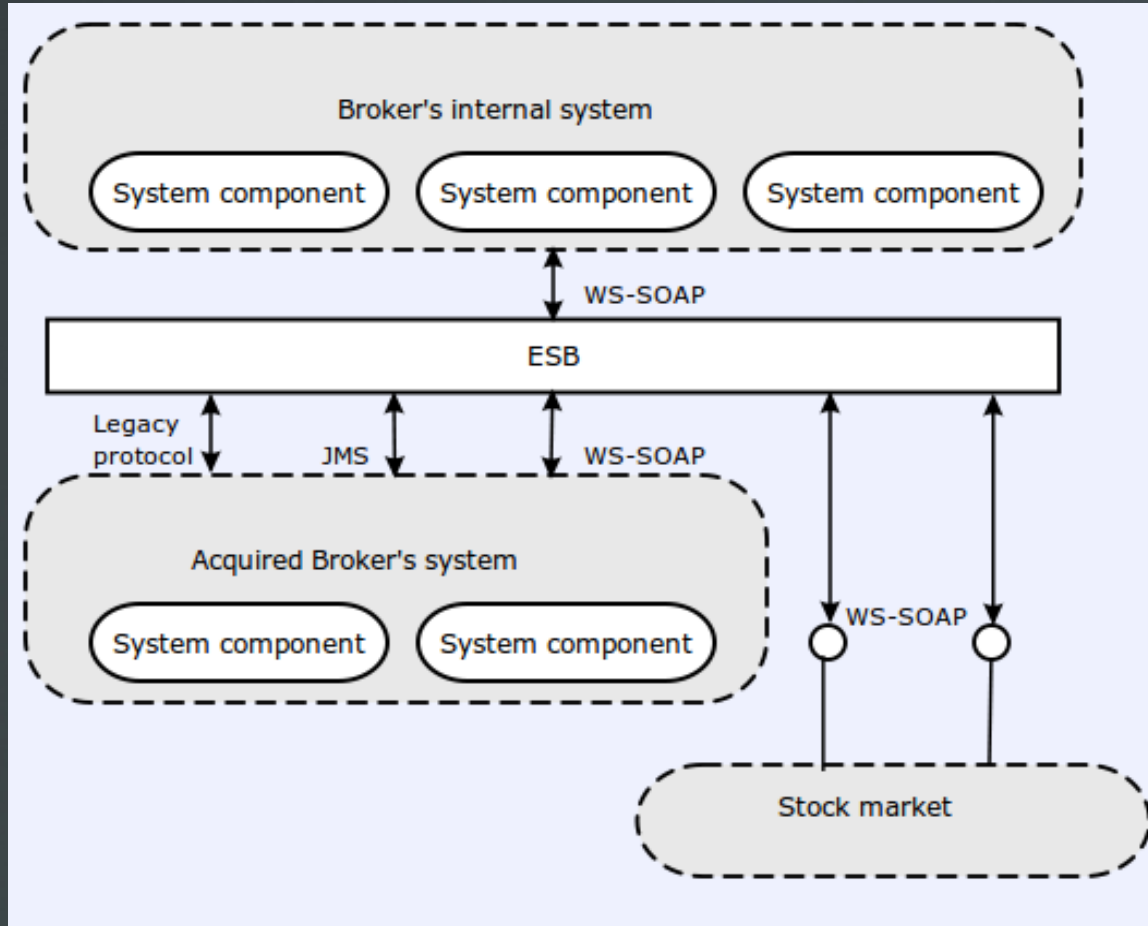 Broker's internal system
System component
System component
System component
WS-SOAP
ESB
Legacy
protocol
JMS
WS-SOAP
Acquired Broker's system
System component
System component
WS-SOAP
Stock market